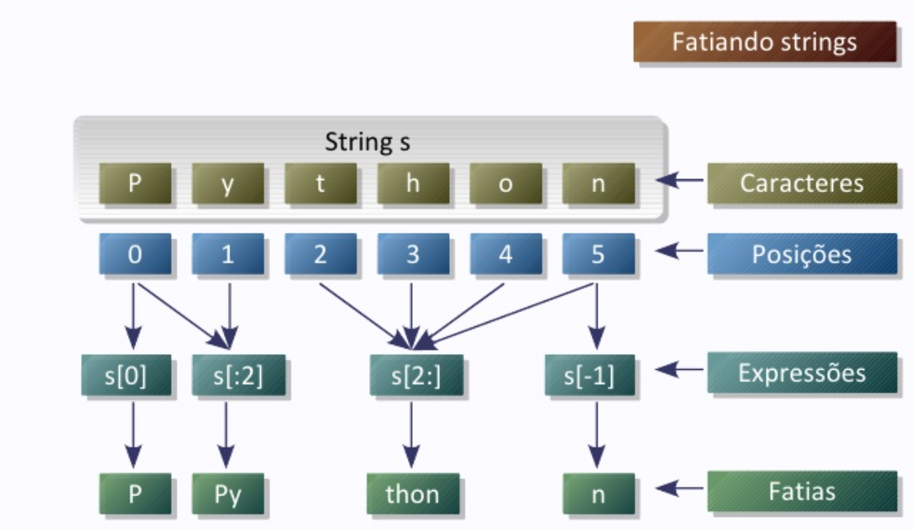 Fatiando strings
String s
P y t h o n Caracteres
0 1 2 3 4 5 Posições
s[0] s[:2] s[2:] s[-1] Expressões
P Py thon n Fatias